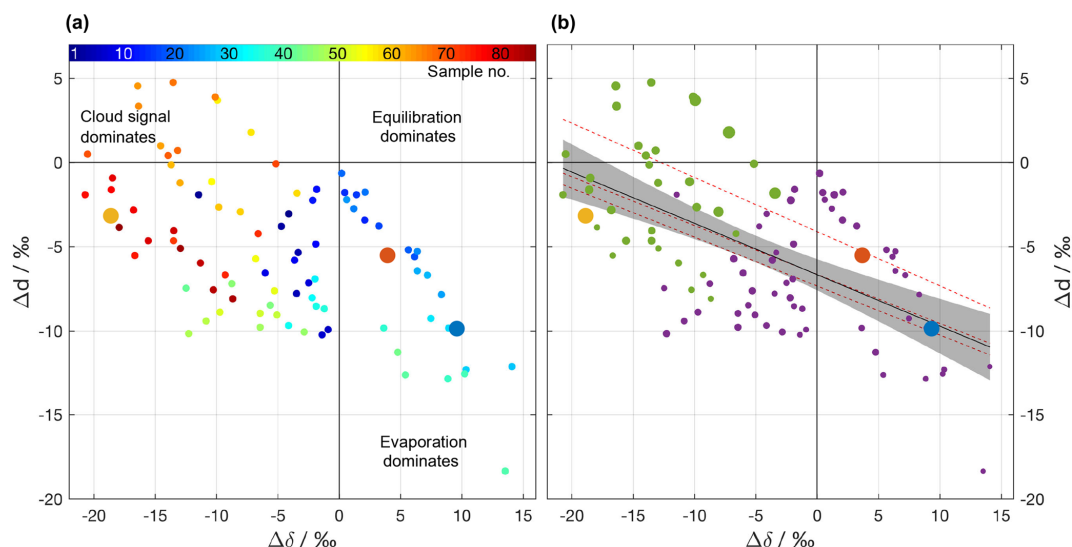 (a)
(b)
1 10 20 30 40 50 60 70 80
Sample no.
Cloud signal
dominates
Equilibration
dominates
Evaporation
dominates
Δd / ‰
5
0
-5
-10
-15
-20
-20 -15 -10 -5 0 5 10 15
Δδ / ‰
-20 -15 -10 -5 0 5 10 15
Δδ / ‰
5
0
-5
-10
-15
-20
Δd / ‰